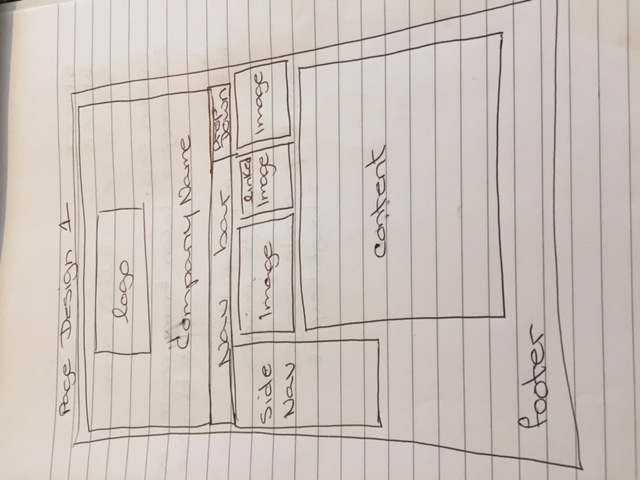 Page Design 1
logo
Company Name
Nav bar
Drop
Down
Side
Nav
image
linked
image
image
content
footer